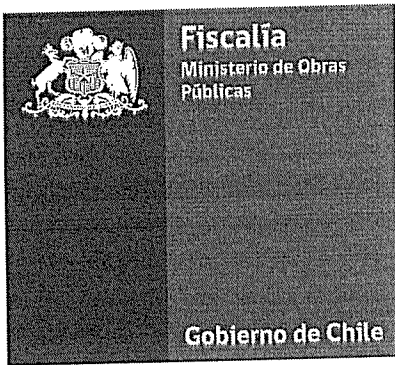 Fiscalía
Ministerio de Obras
Públicas
Gobierno de Chile